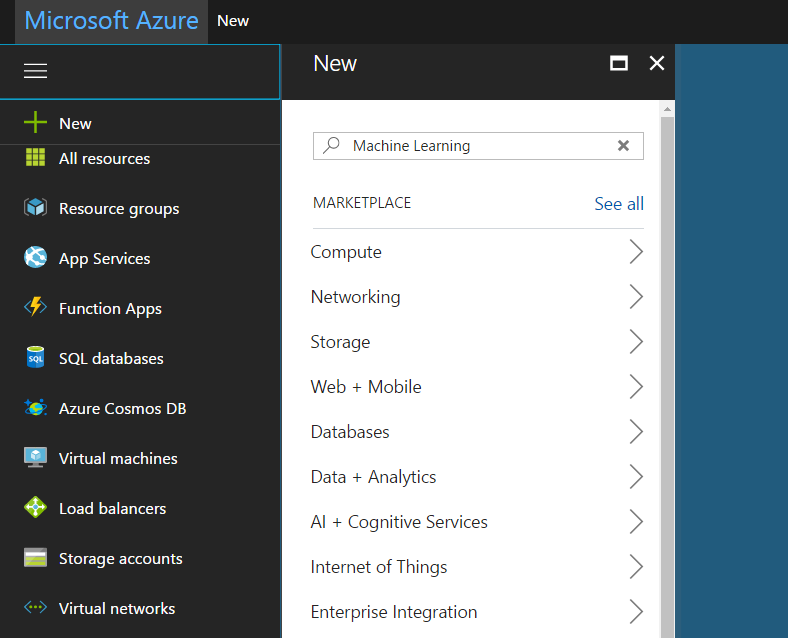 Microsoft Azure New
New
All resources
Resource groups
App Services
Function Apps
SQL
SQL databases
Azure Cosmos DB
Virtual machines
Load balancers
Storage accounts
Virtual networks
New
Machine Learning
MARKETPLACE See all
Compute
Networking
Storage
Web + Mobile
Databases
Data + Analytics
AI + Cognitive Services
Internet of Things
Enterprise Integration